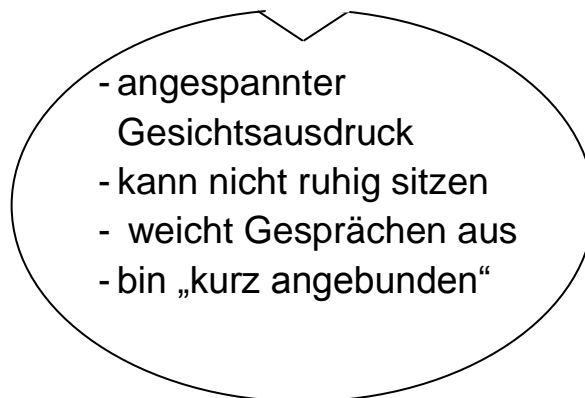 - angespannter
Gesichtsausdruck
- kann nicht ruhig sitzen
- weicht Gesprächen aus
- bin „kurz angebunden“